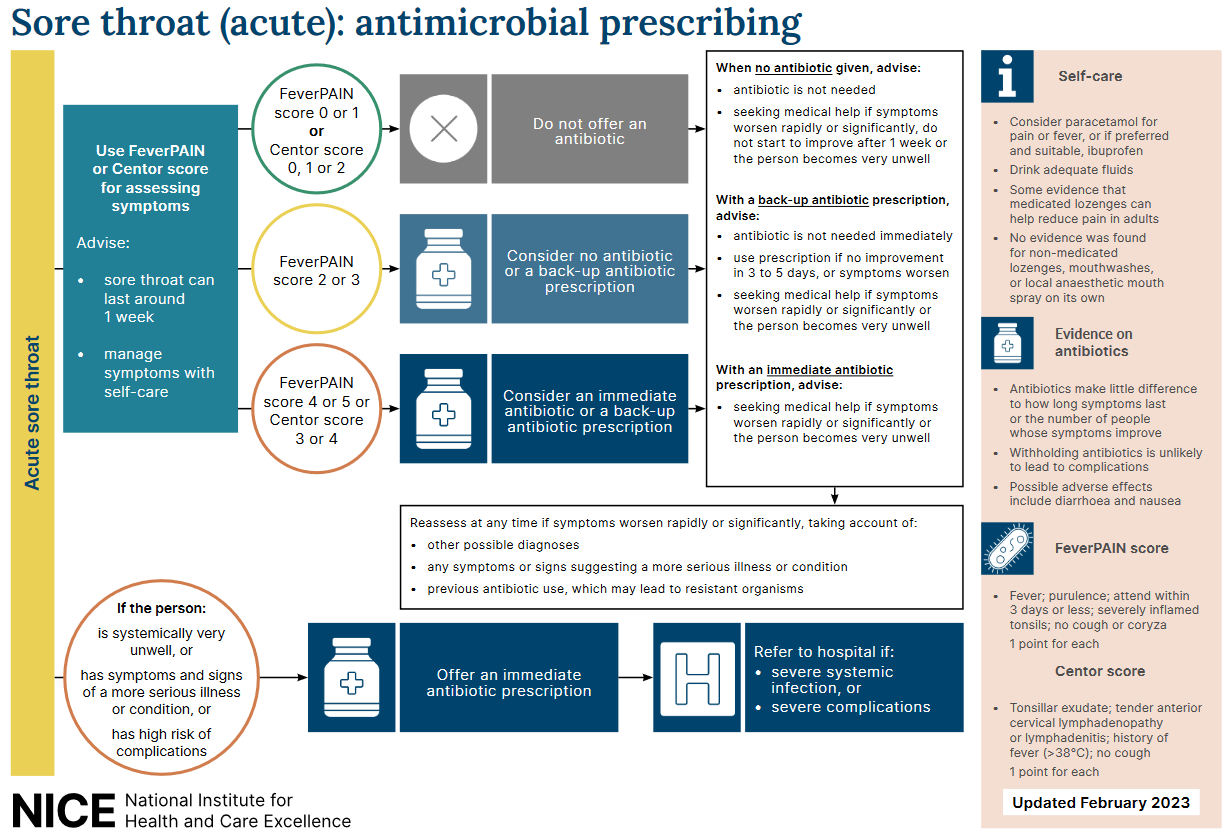 Sore throat (acute): antimicrobial prescribing
Acute sore throat
Use FeverPAIN
or Centor score
for assessing
symptoms
Advise:
• sore throat can
last around
1 week
• manage
symptoms with
self-care
FeverPAIN
score 0 or 1
or
Centor score
0, 1 or 2
Do not offer an
antibiotic
FeverPAIN
score 2 or 3
Consider no antibiotic
or a back-up antibiotic
prescription
FeverPAIN
score 4 or 5 or
Centor score
3 or 4
Consider an immediate
antibiotic or a back-up
antibiotic prescription
When no antibiotic given, advise:
• antibiotic is not needed
• seeking medical help if symptoms
worsen rapidly or significantly, do
not start to improve after 1 week or
the person becomes very unwell
With a back-up antibiotic prescription,
advise:
• antibiotic is not needed immediately
• use prescription if no improvement
in 3 to 5 days, or symptoms worsen
• seeking medical help if symptoms
worsen rapidly or significantly or
the person becomes very unwell
With an immediate antibiotic
prescription, advise:
• seeking medical help if symptoms
worsen rapidly or significantly or
the person becomes very unwell
Reassess at any time if symptoms worsen rapidly or significantly, taking account of:
• other possible diagnoses
• any symptoms or signs suggesting a more serious illness or condition
• previous antibiotic use, which may lead to resistant organisms
If the person:
is systemically very
unwell, or
has symptoms and signs
of a more serious illness
or condition, or
has high risk of
complications
Offer an immediate
antibiotic prescription
H
Refer to hospital if:
• severe systemic
infection, or
• severe complications
i
Self-care
• Consider paracetamol for
pain or fever, or if preferred
and suitable, ibuprofen
• Drink adequate fluids
• Some evidence that
medicated lozenges can
help reduce pain in adults
• No evidence was found
for non-medicated
lozenges, mouthwashes,
or local anaesthetic mouth
spray on its own
Evidence on
antibiotics
• Antibiotics make little difference
to how long symptoms last
or the number of people
whose symptoms improve
• Withholding antibiotics is unlikely
to lead to complications
• Possible adverse effects
include diarrhoea and nausea
FeverPAIN score
• Fever; purulence; attend within
3 days or less; severely inflamed
tonsils; no cough or coryza
1 point for each
Centor score
• Tonsillar exudate; tender anterior
cervical lymphadenopathy
or lymphadenitis; history of
fever (>38°C); no cough
1 point for each
Updated February 2023
NICE National Institute for
Health and Care Excellence